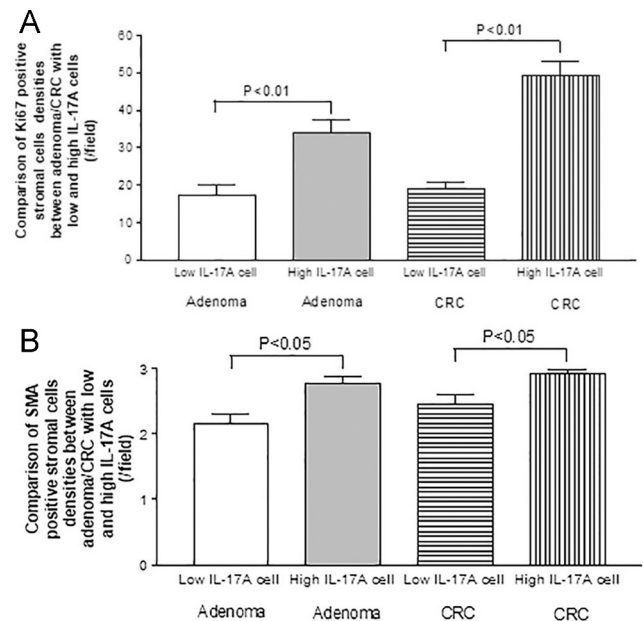 A
Comparison of Ki67 positive
stromal cells densities
between adenoma/CRC with
low and high IL-17A cells
(/field)
60
50
40
30
20
10
0
P<0.01
P<0.01
Low IL-17A cell
High IL-17A cell
Low IL-17A cell
High IL-17A cell
Adenoma
Adenoma
CRC
CRC
B
Comparison of SMA
positive stromal cells
densities between
adenoma/CRC with low
and high IL-17A cells
(/field)
3
2
1
0
P<0.05
P<0.05
Low IL-17A cell
High IL-17A cell
Low IL-17A cell
High IL-17A cell
Adenoma
Adenoma
CRC
CRC